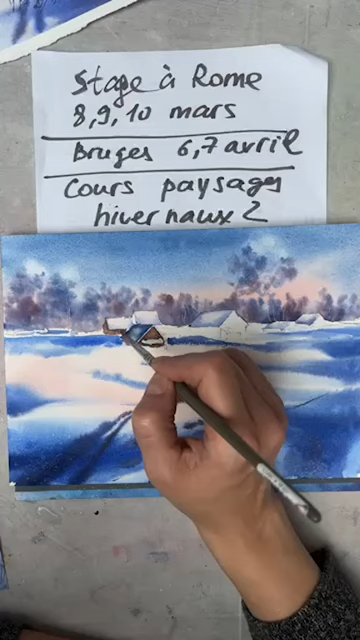 Stage à Rome
8,9,10 mars
Bruges 6,7 avril
Cours paysages
hivernaux 2